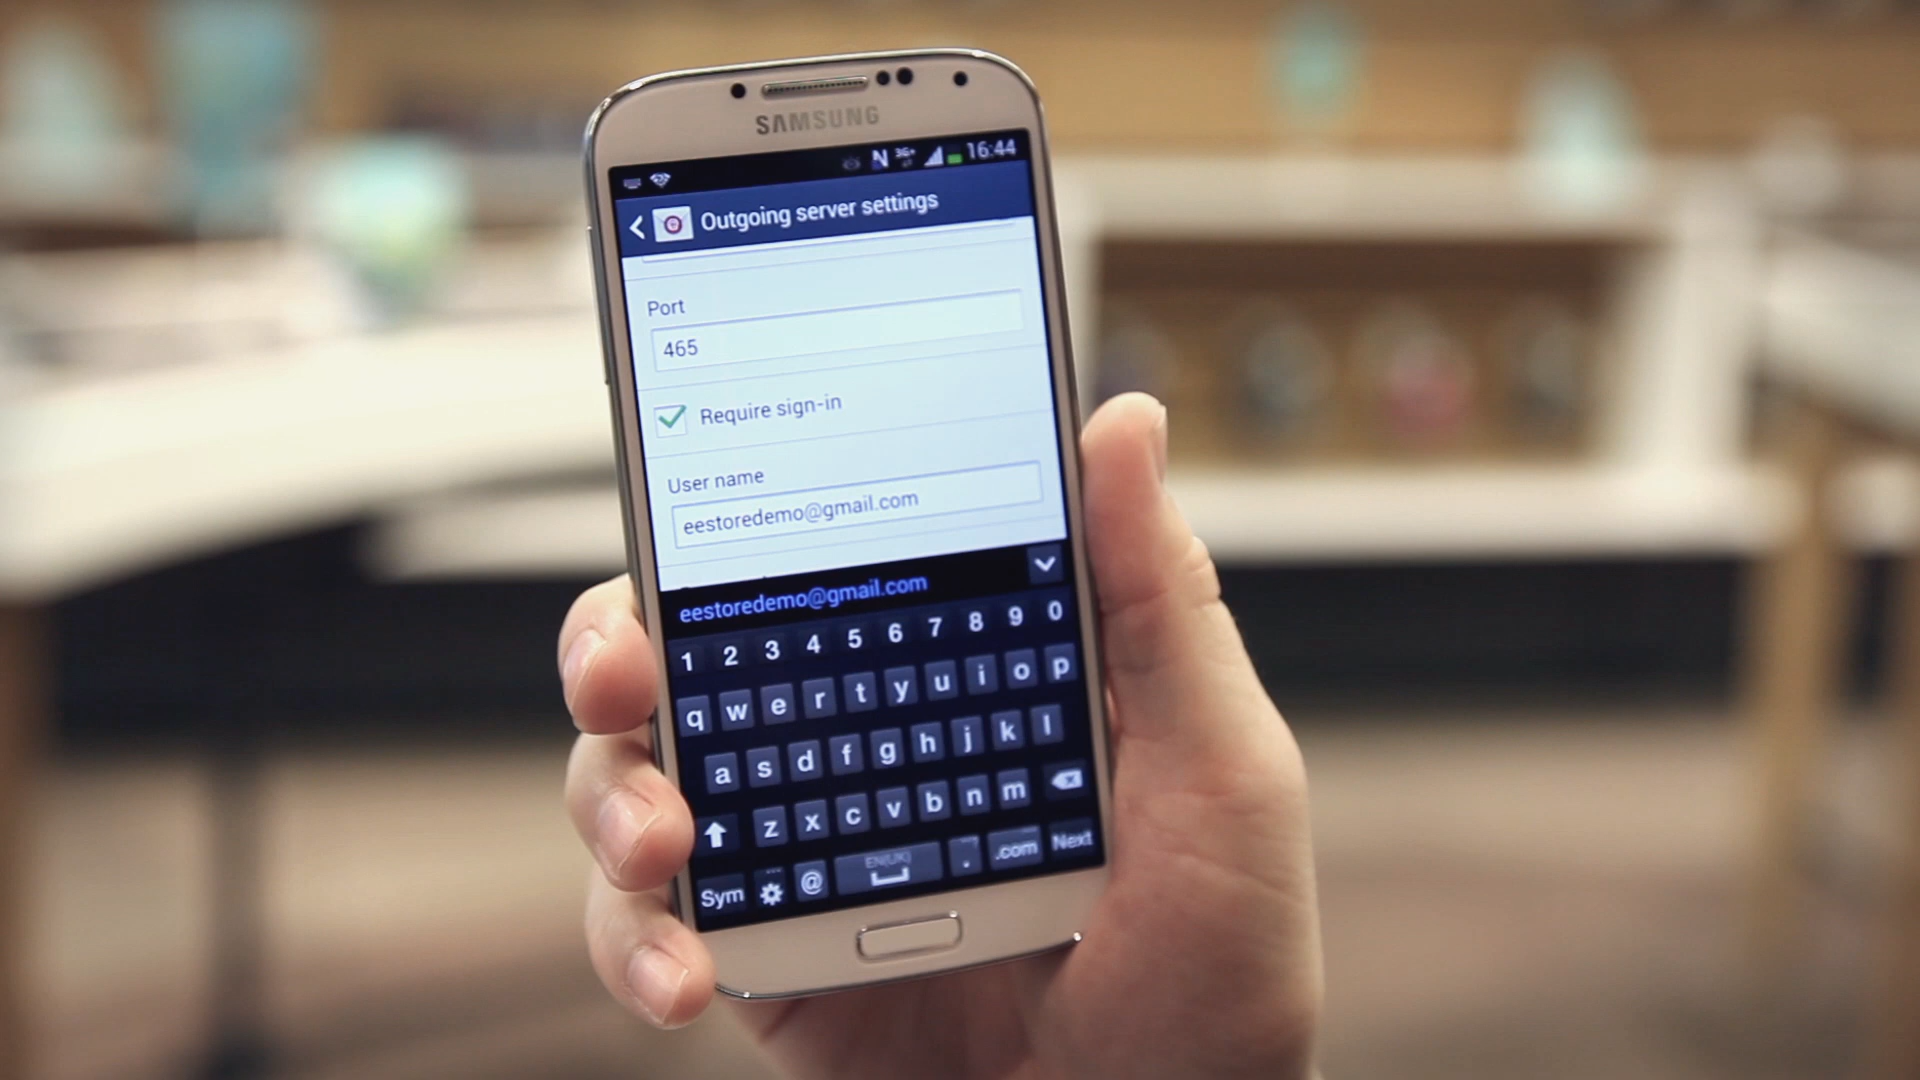 SAMSUNG
N 3G+ 16:44
Outgoing server settings
Port
465
Require sign-in
User name
eestoredemo@gmail.com
eestoredemo@gmail.com
1 2 3 4 5 6 7 8 9 0
q w e r t y u i o p
a s d f g h j k l
z x c v b n m
Sym @ EN(UK) . .com Next